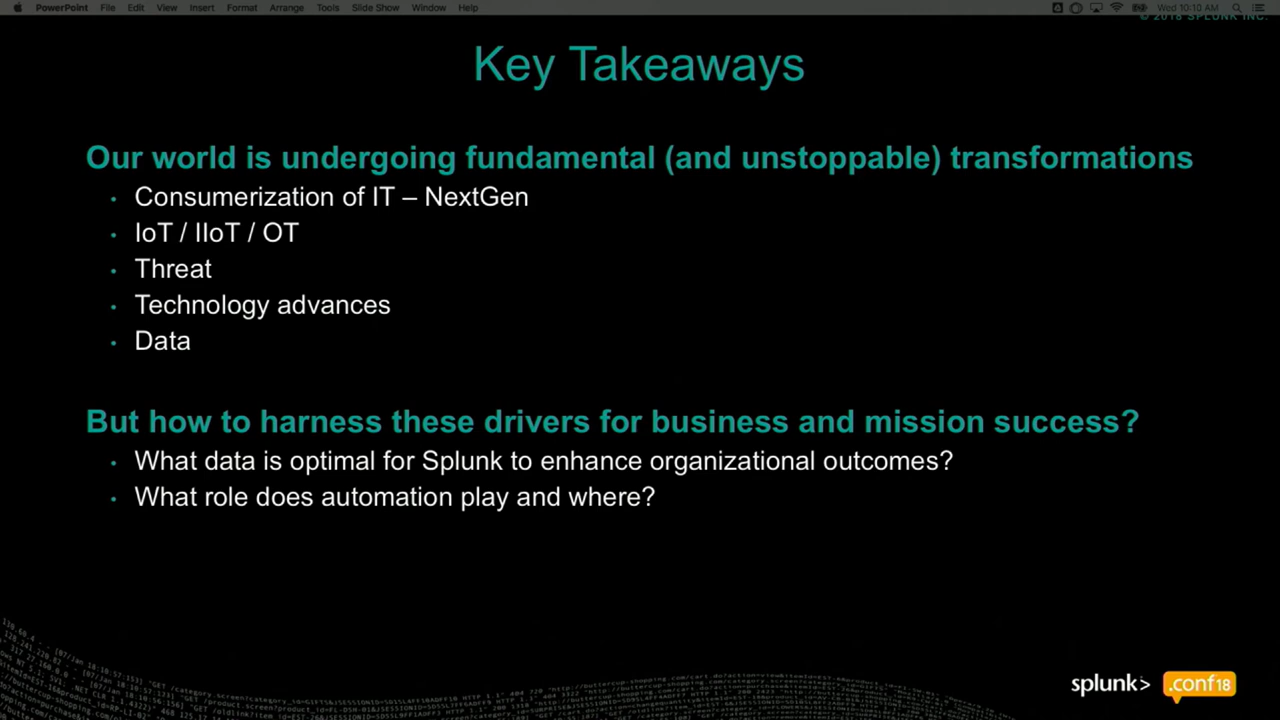 PowerPoint File Edit View Insert Format Arrange Tools Slide Show Window Help Wed 10:10 AM
© 2018 SPLUNK INC.
Key Takeaways
Our world is undergoing fundamental (and unstoppable) transformations
• Consumerization of IT – NextGen
• IoT / IIoT / OT
• Threat
• Technology advances
• Data
But how to harness these drivers for business and mission success?
• What data is optimal for Splunk to enhance organizational outcomes?
• What role does automation play and where?
splunk> .conf18